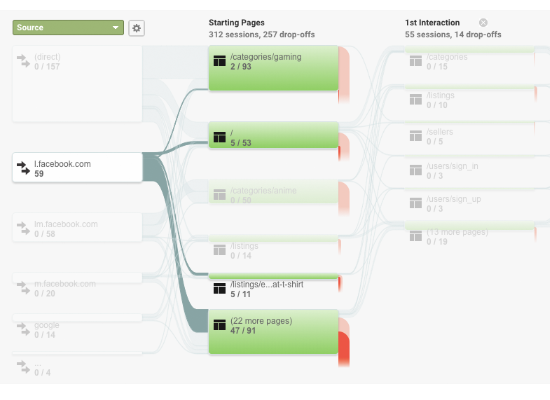 Source
Starting Pages
312 sessions, 257 drop-offs
1st Interaction
55 sessions, 14 drop-offs
(direct)
0 / 157
l.facebook.com
59
lm.facebook.com
0 / 58
m.facebook.com
0 / 20
google
0 / 14
...
0 / 4
/categories/gaming
2 / 93
/
5 / 53
/categories/anime
0 / 50
/listings
0 / 14
/listings/e...at-t-shirt
5 / 11
(22 more pages)
47 / 91
/categories
0 / 15
/listings
0 / 10
/sellers
0 / 5
/users/sign_in
0 / 3
/users/sign_up
0 / 3
(13 more pages)
0 / 19